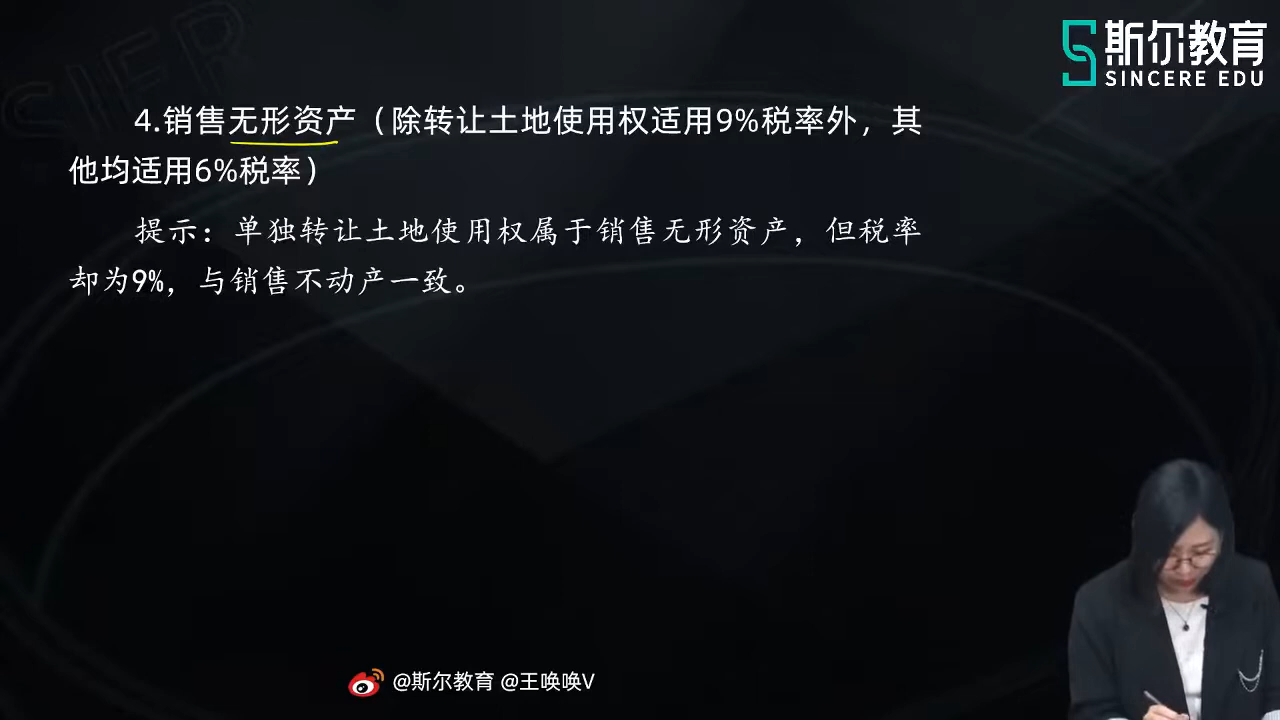 斯尔教育
SINCERE EDU
4.销售无形资产（除转让土地使用权适用9%税率外，其
他均适用6%税率）
提示：单独转让土地使用权属于销售无形资产，但税率
却为9%，与销售不动产一致。
@斯尔教育 @王唤唤V